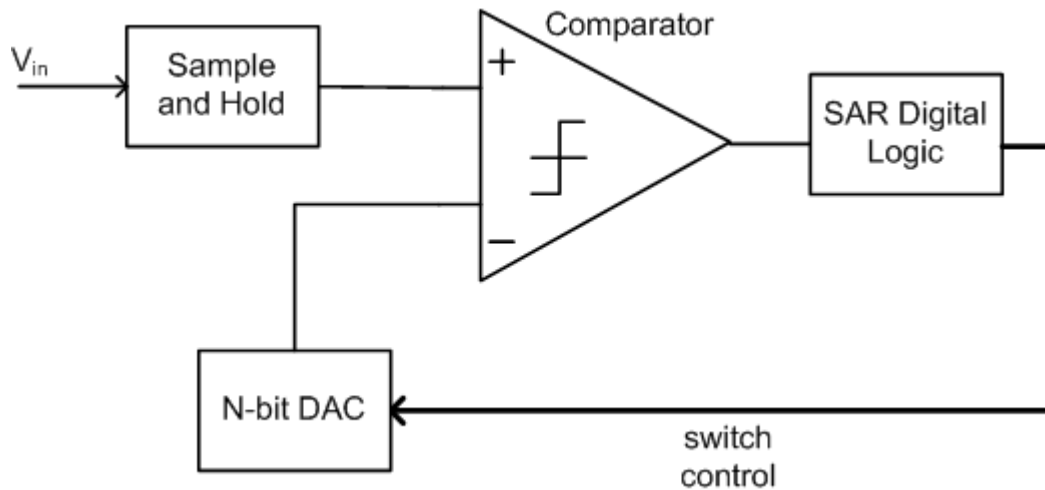 Comparator
V_in
Sample
and Hold
+
−
SAR Digital
Logic
N-bit DAC
switch
control